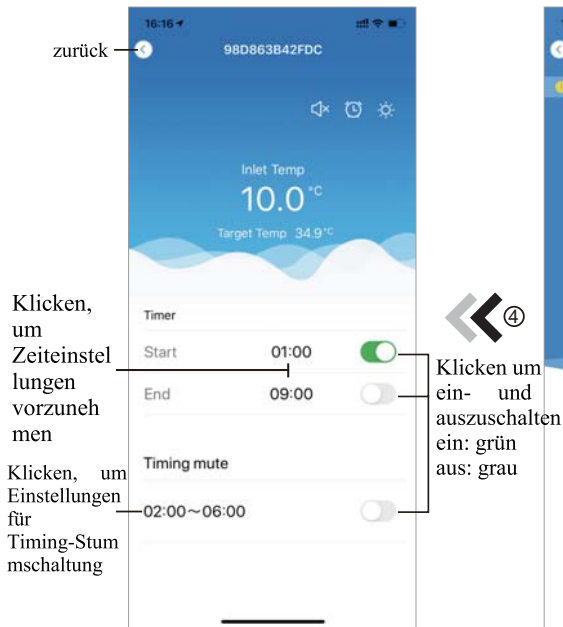 16:16
zurück
98D863B42FDC
Inlet Temp
10.0°C
Target Temp 34.9°C
Timer
Start 01:00
End 09:00
Timing mute
02:00～06:00
Klicken,
um
Zeiteinstel
lungen
vorzuneh
men
Klicken, um
Einstellungen
für
Timing-Stum
mschaltung
④
Klicken um
ein- und
auszuschalten
ein: grün
aus: grau